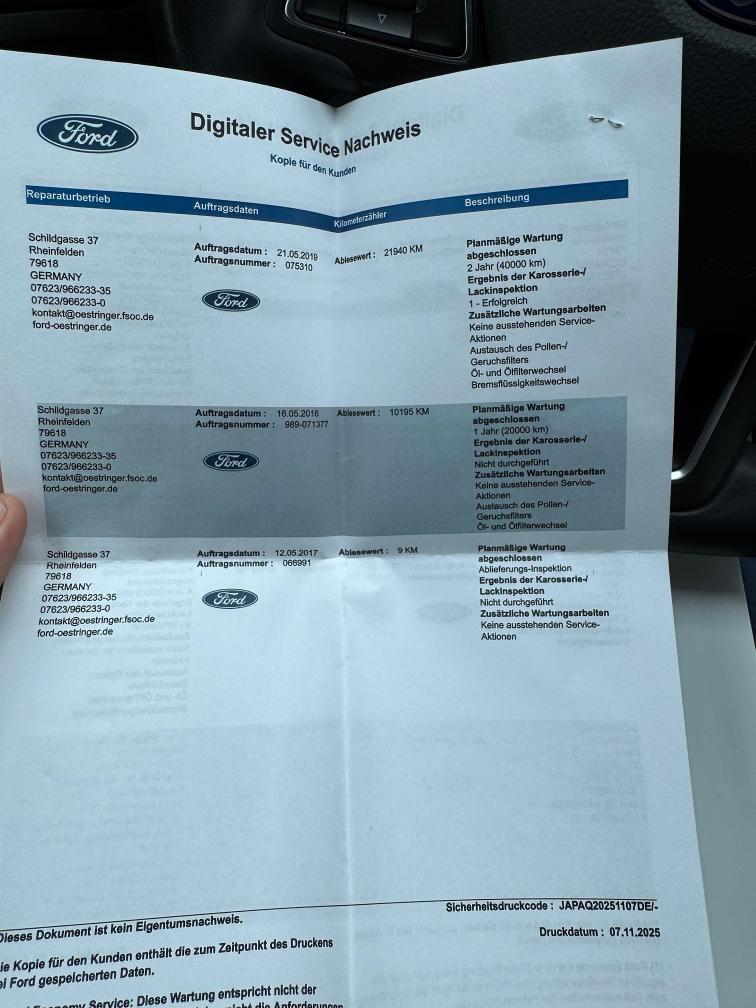 Ford
Digitaler Service Nachweis
Kopie für den Kunden
Reparaturbetrieb
Auftragsdaten
Kilometerzähler
Beschreibung
Schildgasse 37
Rheinfelden
79618
GERMANY
07623/966233-35
07623/966233-0
kontakt@oestringer.fsoc.de
ford-oestringer.de
Auftragsdatum : 21.05.2019
Auftragsnummer : 075310
Ford
Ablesewert : 21940 KM
Planmäßige Wartung
abgeschlossen
2 Jahr (40000 km)
Ergebnis der Karosserie-/
Lackinspektion
1 - Erfolgreich
Zusätzliche Wartungsarbeiten
Keine ausstehenden Service-
Aktionen
Austausch des Pollen-/
Geruchsfilters
Öl- und Ölfilterwechsel
Bremsflüssigkeitswechsel
Schildgasse 37
Rheinfelden
79618
GERMANY
07623/966233-35
07623/966233-0
kontakt@oestringer.fsoc.de
ford-oestringer.de
Auftragsdatum : 16.05.2018
Auftragsnummer : 989-071377
Ford
Ablesewert : 10195 KM
Planmäßige Wartung
abgeschlossen
1 Jahr (20000 km)
Ergebnis der Karosserie-/
Lackinspektion
Nicht durchgeführt
Zusätzliche Wartungsarbeiten
Keine ausstehenden Service-
Aktionen
Austausch des Pollen-/
Geruchsfilters
Öl- und Ölfilterwechsel
Schildgasse 37
Rheinfelden
79618
GERMANY
07623/966233-35
07623/966233-0
kontakt@oestringer.fsoc.de
ford-oestringer.de
Auftragsdatum : 12.05.2017
Auftragsnummer : 066991
Ford
Ablesewert : 9 KM
Planmäßige Wartung
abgeschlossen
Ablieferungs-Inspektion
Ergebnis der Karosserie-/
Lackinspektion
Nicht durchgeführt
Zusätzliche Wartungsarbeiten
Keine ausstehenden Service-
Aktionen
Sicherheitsdruckcode : JAPAQ20251107DE/-
Druckdatum : 07.11.2025
Dieses Dokument ist kein Eigentumsnachweis.
ie Kopie für den Kunden enthält die zum Zeitpunkt des Druckens
ei Ford gespeicherten Daten.
Economy Service: Diese Wartung entspricht nicht der
nicht die Anforderungen